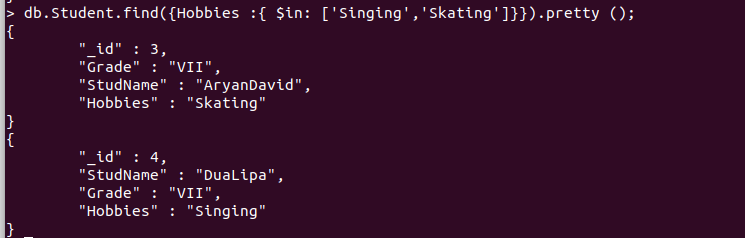 > db.Student.find({Hobbies :{ $in: ['Singing','Skating']}}).pretty ();
{
        "_id" : 3,
        "Grade" : "VII",
        "StudName" : "AryanDavid",
        "Hobbies" : "Skating"
}
{
        "_id" : 4,
        "StudName" : "DuaLipa",
        "Grade" : "VII",
        "Hobbies" : "Singing"
}